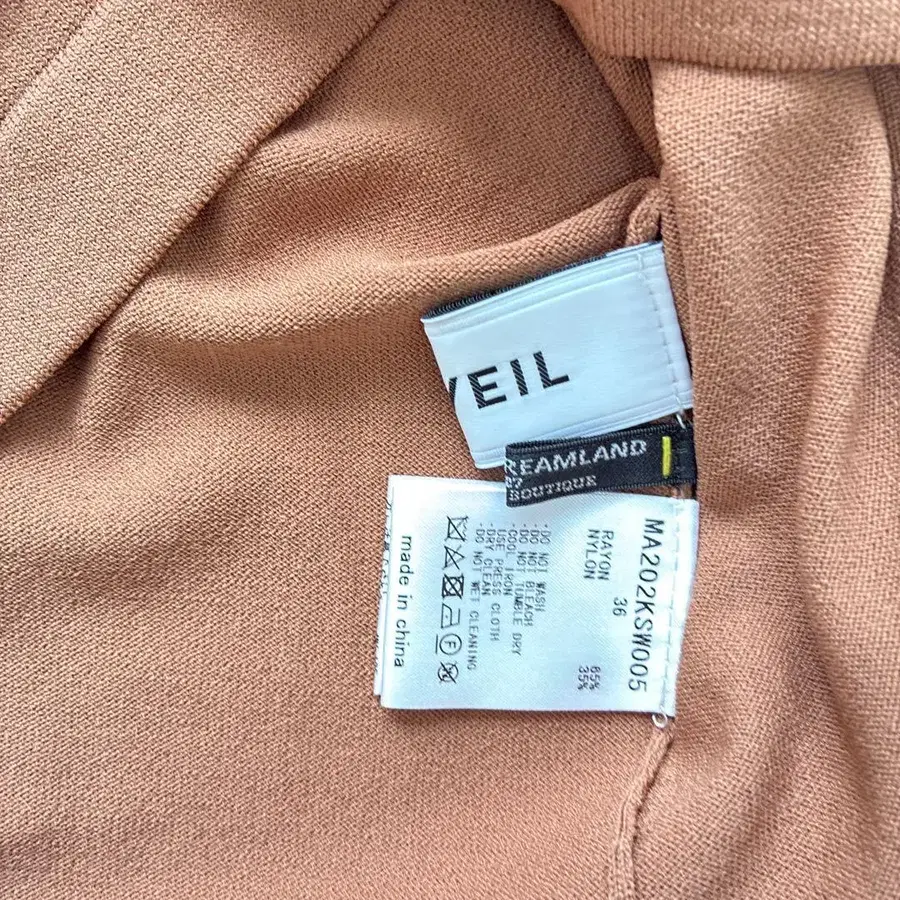 EIL
REAMLAND
BOUTIQUE
MA202KSW005
36
RAYON 65%
NYLON 35%
·DO NOT WASH
·DO NOT BLEACH
·DO NOT TUMBLE DRY
·COOL IRON
USE PRESS CLOTH
·DRY CLEAN
·DO NOT WET CLEANING
F
made in china